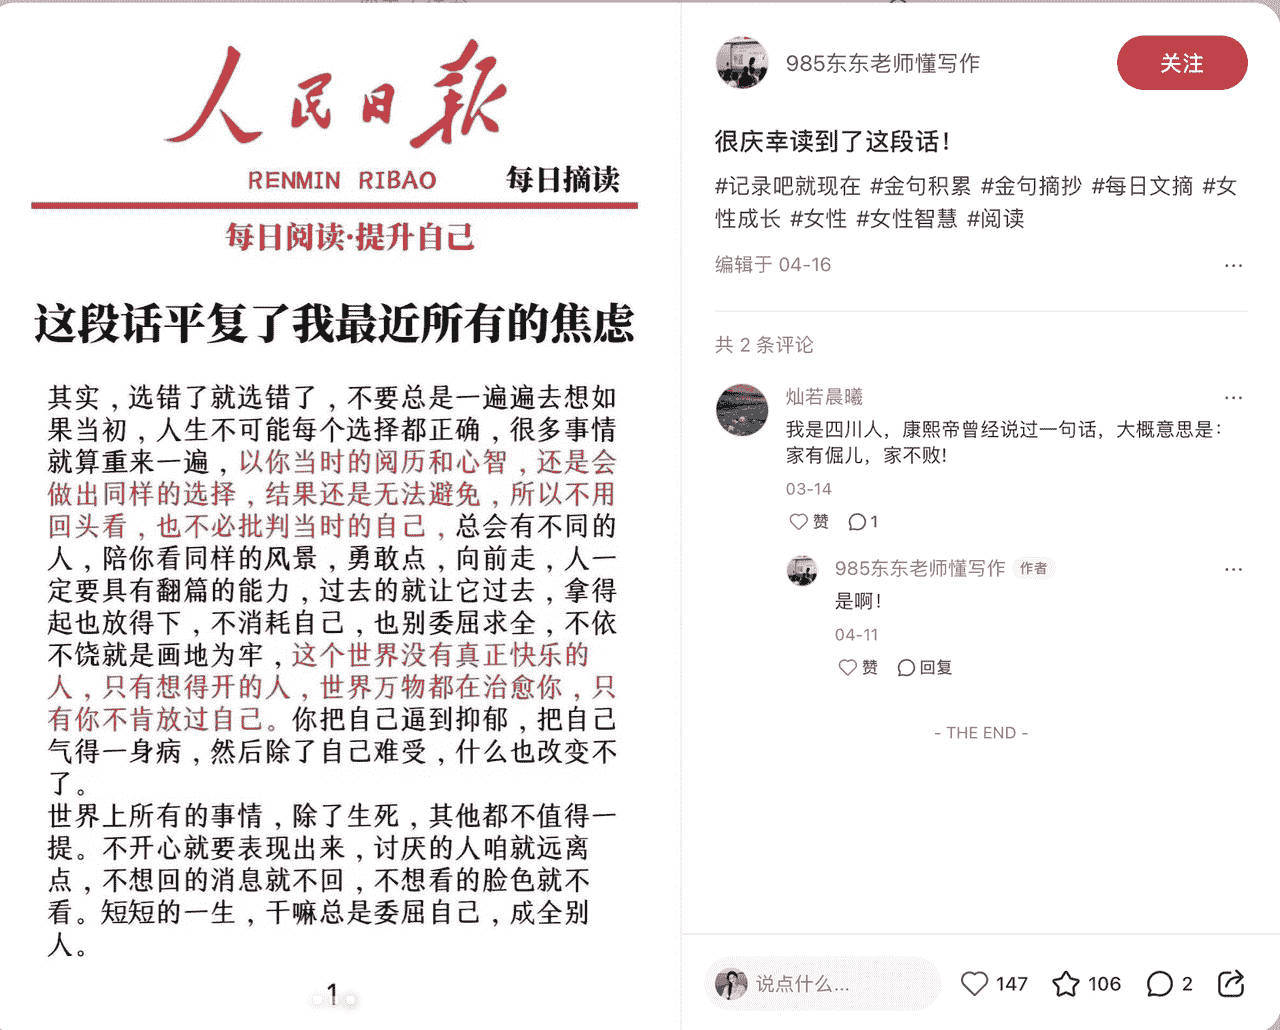 人民日报
RENMIN RIBAO
每日摘读
每日阅读·提升自己
这段话平复了我最近所有的焦虑
其实，选错了就选错了，不要总是一遍遍去想如
果当初，人生不可能每个选择都正确，很多事情
就算重来一遍，以你当时的阅历和心智，还是会
做出同样的选择，结果还是无法避免，所以不用
回头看，也不必批判当时的自己，总会有不同的
人，陪你看同样的风景，勇敢点，向前走，人一
定要具有翻篇的能力，过去的就让它过去，拿得
起也放得下，不消耗自己，也别委屈求全，不依
不饶就是画地为牢，这个世界没有真正快乐的
人，只有想得开的人，世界万物都在治愈你，只
有你不肯放过自己。你把自己逼到抑郁，把自己
气得一身病，然后除了自己难受，什么也改变不
了。
世界上所有的事情，除了生死，其他都不值得一
提。不开心就要表现出来，讨厌的人咱就远离
点，不想回的消息就不回，不想看的脸色就不
看。短短的一生，干嘛总是委屈自己，成全别
人。
1
985东东老师懂写作
关注
很庆幸读到了这段话！
#记录吧就现在 #金句积累 #金句摘抄 #每日文摘 #女
性成长 #女性 #女性智慧 #阅读
编辑于 04-16
共 2 条评论
灿若晨曦
我是四川人，康熙帝曾经说过一句话，大概意思是：
家有倔儿，家不败!
03-14
赞 1
985东东老师懂写作 作者
是啊！
04-11
赞 回复
- THE END -
说点什么... 147 106 2